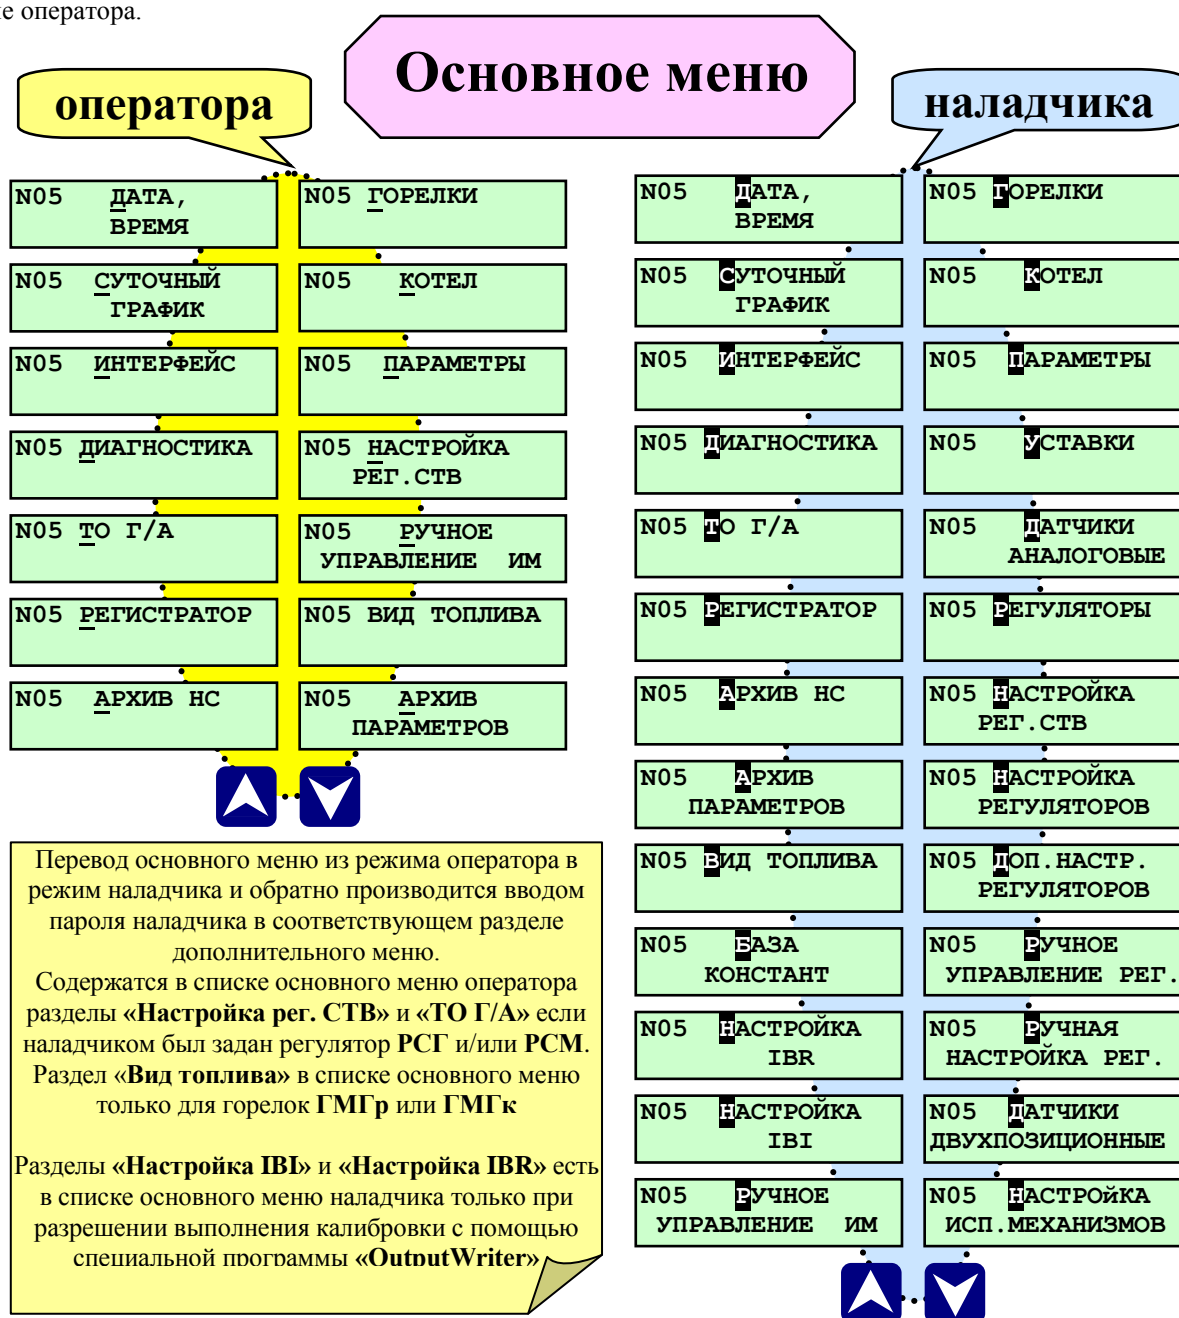 е оператора.
Основное меню
оператора
наладчика
N05 ДАТА,
ВРЕМЯ
N05 ГОРЕЛКИ
N05 СУТОЧНЫЙ
ГРАФИК
N05 КОТЕЛ
N05 ИНТЕРФЕЙС
N05 ПАРАМЕТРЫ
N05 ДИАГНОСТИКА
N05 НАСТРОЙКА
РЕГ.СТВ
N05 ТО Г/А
N05 РУЧНОЕ
УПРАВЛЕНИЕ ИМ
N05 РЕГИСТРАТОР
N05 ВИД ТОПЛИВА
N05 АРХИВ НС
N05 АРХИВ
ПАРАМЕТРОВ
Перевод основного меню из режима оператора в
режим наладчика и обратно производится вводом
пароля наладчика в соответствующем разделе
дополнительного меню.
Содержатся в списке основного меню оператора
разделы «Настройка рег. СТВ» и «ТО Г/А» если
наладчиком был задан регулятор РСГ и/или РСМ.
Раздел «Вид топлива» в списке основного меню
только для горелок ГМГр или ГМГк
Разделы «Настройка IBI» и «Настройка IBR» есть
в списке основного меню наладчика только при
разрешении выполнения калибровки с помощью
специальной программы «OutputWriter»
N05 ДАТА,
ВРЕМЯ
N05 ГОРЕЛКИ
N05 СУТОЧНЫЙ
ГРАФИК
N05 КОТЕЛ
N05 ИНТЕРФЕЙС
N05 ПАРАМЕТРЫ
N05 ДИАГНОСТИКА
N05 УСТАВКИ
N05 ТО Г/А
N05 ДАТЧИКИ
АНАЛОГОВЫЕ
N05 РЕГИСТРАТОР
N05 РЕГУЛЯТОРЫ
N05 АРХИВ НС
N05 НАСТРОЙКА
РЕГ.СТВ
N05 АРХИВ
ПАРАМЕТРОВ
N05 НАСТРОЙКА
РЕГУЛЯТОРОВ
N05 ВИД ТОПЛИВА
N05 ДОП.НАСТР.
РЕГУЛЯТОРОВ
N05 БАЗА
КОНСТАНТ
N05 РУЧНОЕ
УПРАВЛЕНИЕ РЕГ.
N05 НАСТРОЙКА
IBR
N05 РУЧНАЯ
НАСТРОЙКА РЕГ.
N05 НАСТРОЙКА
IBI
N05 ДАТЧИКИ
ДВУХПОЗИЦИОННЫЕ
N05 РУЧНОЕ
УПРАВЛЕНИЕ ИМ
N05 НАСТРОйКА
ИСП.МЕХАНИЗМОВ